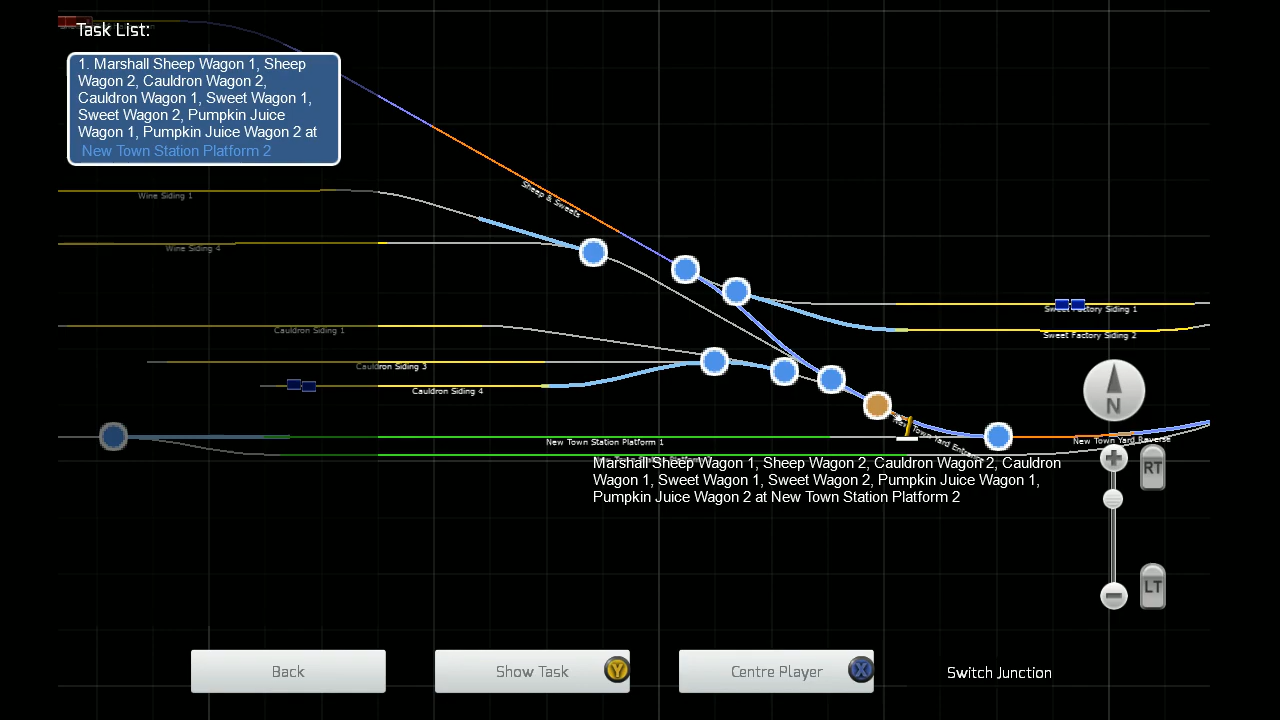 Task List:
1. Marshall Sheep Wagon 1, Sheep
Wagon 2, Cauldron Wagon 2,
Cauldron Wagon 1, Sweet Wagon 1,
Sweet Wagon 2, Pumpkin Juice
Wagon 1, Pumpkin Juice Wagon 2 at
New Town Station Platform 2
Sheep & Sweets
Wine Siding 1
Wine Siding 4
Sweet Factory Siding 1
Cauldron Siding 1
Sweet Factory Siding 2
Cauldron Siding 3
Cauldron Siding 4
N
New Town Yard Entrance
New Town Station Platform 1
New Town Yard Reverse
Marshall Sheep Wagon 1, Sheep Wagon 2, Cauldron Wagon 2, Cauldron
Wagon 1, Sweet Wagon 1, Sweet Wagon 2, Pumpkin Juice Wagon 1,
Pumpkin Juice Wagon 2 at New Town Station Platform 2
RT
LT
Back
Show Task
Y
Centre Player
X
Switch Junction